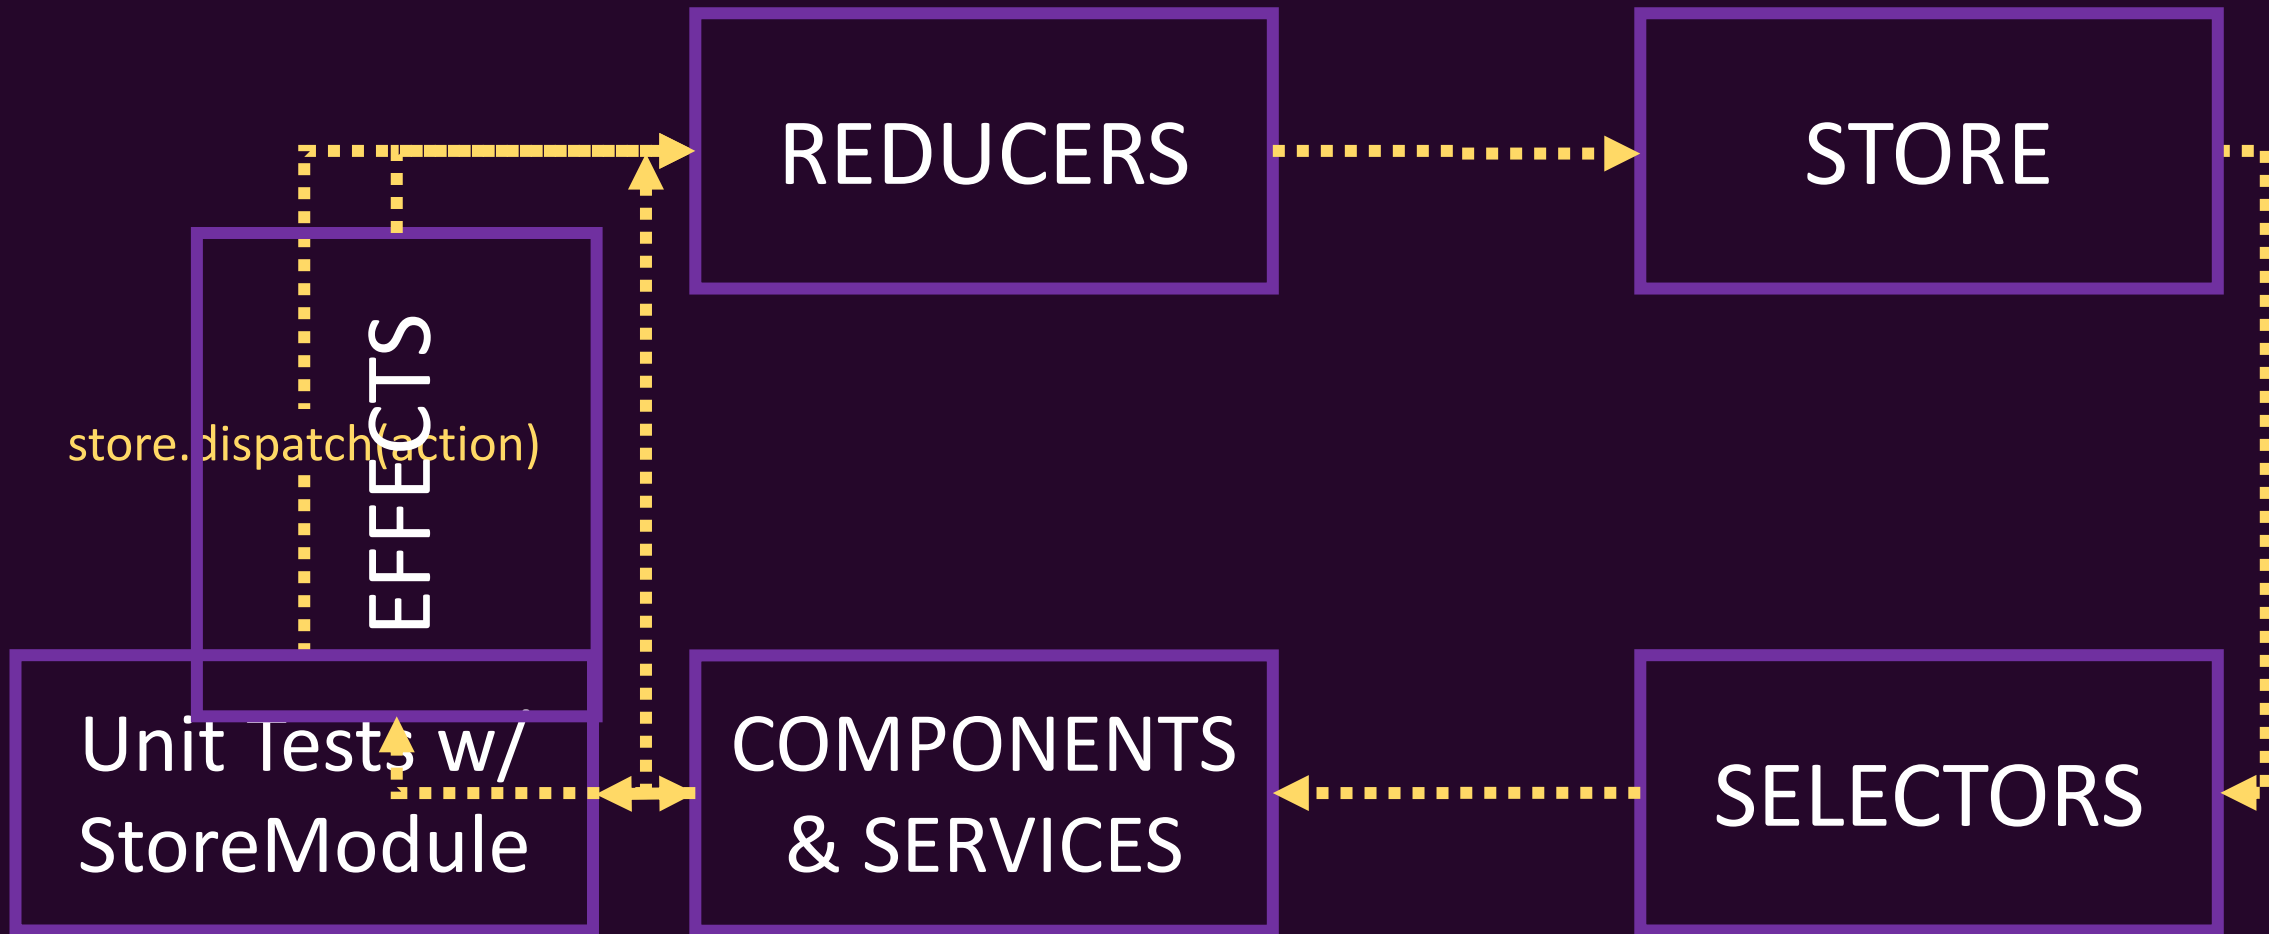 REDUCERS
STORE
EFFECTS
store.dispatch(action)
Unit Tests w/
StoreModule
COMPONENTS
& SERVICES
SELECTORS